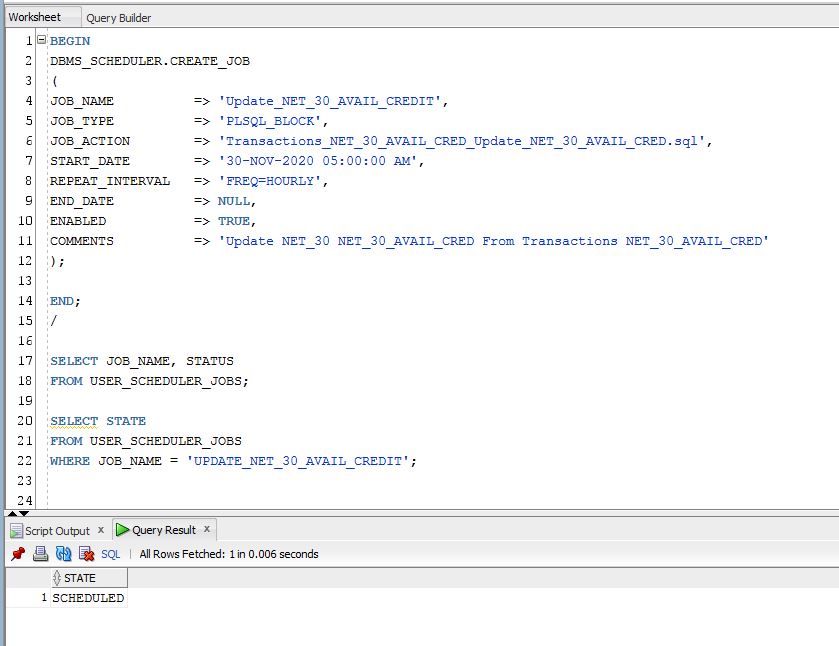 Worksheet Query Builder
1 BEGIN
2 DBMS_SCHEDULER.CREATE_JOB
3 (
4 JOB_NAME => 'Update_NET_30_AVAIL_CREDIT',
5 JOB_TYPE => 'PLSQL_BLOCK',
6 JOB_ACTION => 'Transactions_NET_30_AVAIL_CRED_Update_NET_30_AVAIL_CRED.sql',
7 START_DATE => '30-NOV-2020 05:00:00 AM',
8 REPEAT_INTERVAL => 'FREQ=HOURLY',
9 END_DATE => NULL,
10 ENABLED => TRUE,
11 COMMENTS => 'Update NET_30 NET_30_AVAIL_CRED From Transactions NET_30_AVAIL_CRED'
12 );
13
14 END;
15 /
16
17 SELECT JOB_NAME, STATUS
18 FROM USER_SCHEDULER_JOBS;
19
20 SELECT STATE
21 FROM USER_SCHEDULER_JOBS
22 WHERE JOB_NAME = 'UPDATE_NET_30_AVAIL_CREDIT';
23
24
Script Output x Query Result x
SQL | All Rows Fetched: 1 in 0.006 seconds
STATE
1 SCHEDULED